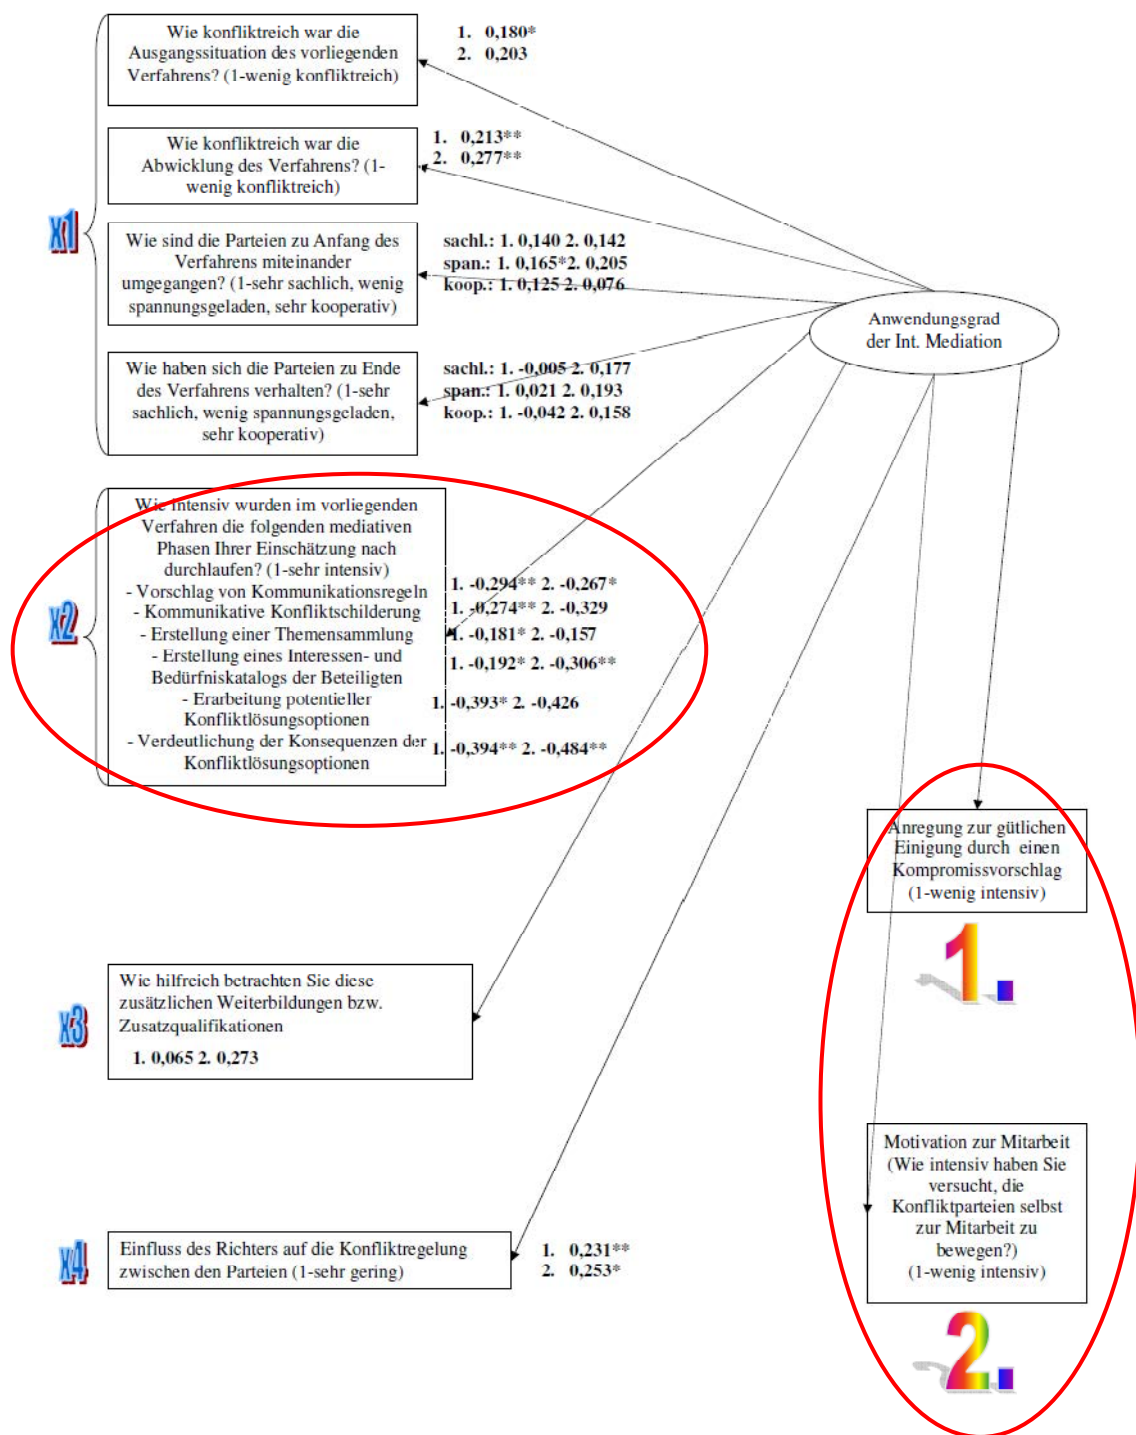 Wie konfliktreich war die
Ausgangssituation des vorliegenden
Verfahrens? (1-wenig konfliktreich)
1. 0,180*
2. 0,203
Wie konfliktreich war die
Abwicklung des Verfahrens? (1-
wenig konfliktreich)
1. 0,213**
2. 0,277**
x1
Wie sind die Parteien zu Anfang des
Verfahrens miteinander
umgegangen? (1-sehr sachlich, wenig
spannungsgeladen, sehr kooperativ)
sachl.: 1. 0,140 2. 0,142
span.: 1. 0,165*2. 0,205
koop.: 1. 0,125 2. 0,076
Anwendungsgrad
der Int. Mediation
Wie haben sich die Parteien zu Ende
des Verfahrens verhalten? (1-sehr
sachlich, wenig spannungsgeladen,
sehr kooperativ)
sachl.: 1. -0,005 2. 0,177
span.: 1. 0,021 2. 0,193
koop.: 1. -0,042 2. 0,158
x2
Wie intensiv wurden im vorliegenden
Verfahren die folgenden mediativen
Phasen Ihrer Einschätzung nach
durchlaufen? (1-sehr intensiv)
- Vorschlag von Kommunikationsregeln
- Kommunikative Konfliktschilderung
- Erstellung einer Themensammlung
- Erstellung eines Interessen- und
Bedürfniskatalogs der Beteiligten
- Erarbeitung potentieller
Konfliktlösungsoptionen
- Verdeutlichung der Konsequenzen der
Konfliktlösungsoptionen
1. -0,294** 2. -0,267*
1. -0,274** 2. -0,329
1. -0,181* 2. -0,157
1. -0,192* 2. -0,306**
1. -0,393* 2. -0,426
1. -0,394** 2. -0,484**
Anregung zur gütlichen
Einigung durch einen
Kompromissvorschlag
(1-wenig intensiv)
1.
x3
Wie hilfreich betrachten Sie diese
zusätzlichen Weiterbildungen bzw.
Zusatzqualifikationen
1. 0,065 2. 0,273
Motivation zur Mitarbeit
(Wie intensiv haben Sie
versucht, die
Konfliktparteien selbst
zur Mitarbeit zu
bewegen?)
(1-wenig intensiv)
2.
x4
Einfluss des Richters auf die Konfliktregelung
zwischen den Parteien (1-sehr gering)
1. 0,231**
2. 0,253*